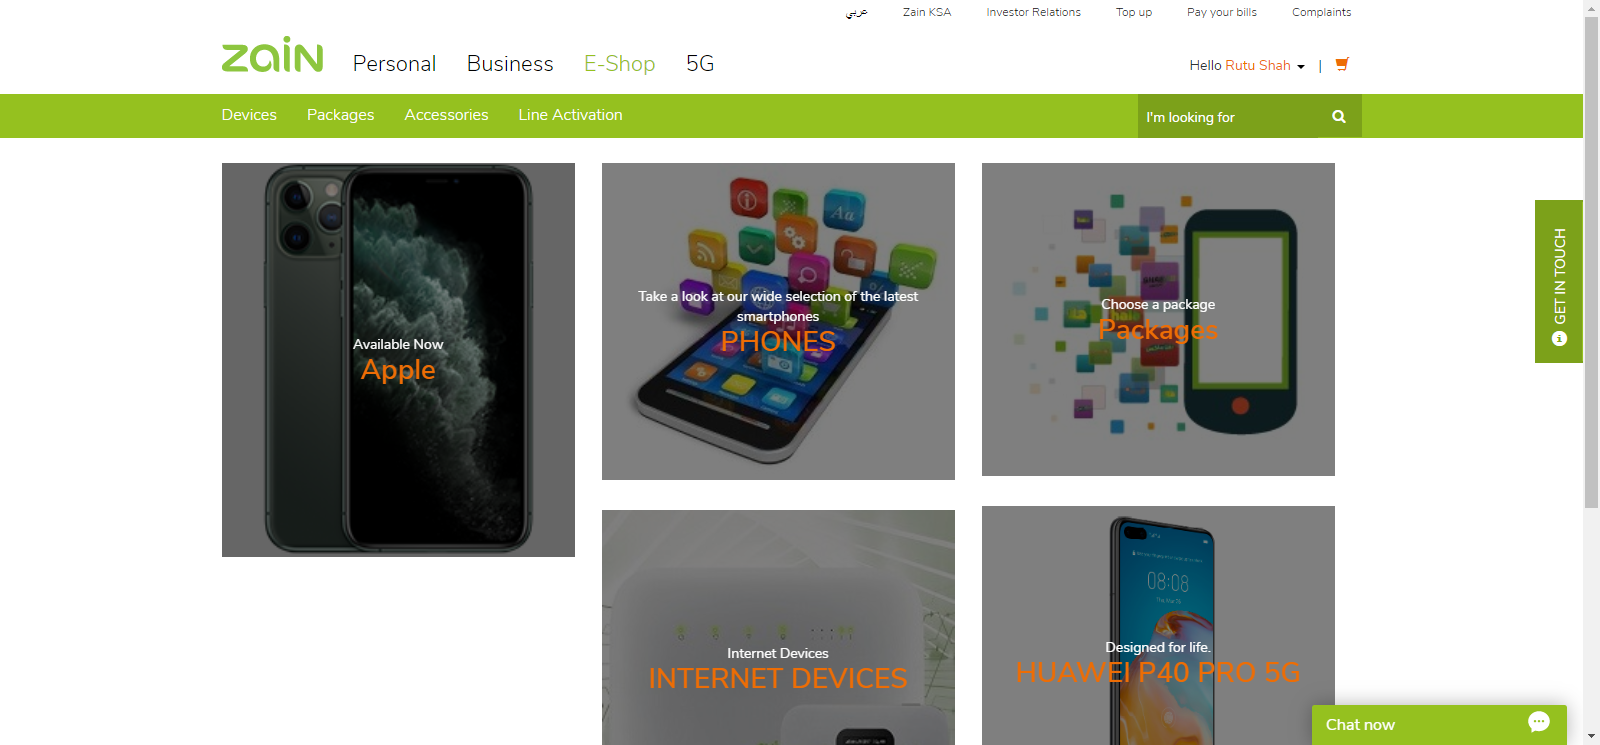 عربي
Zain KSA
Investor Relations
Top up
Pay your bills
Complaints
zain
Personal
Business
E-Shop
5G
Hello Rutu Shah
|
Devices
Packages
Accessories
Line Activation
I'm looking for
Available Now
Apple
Take a look at our wide selection of the latest
smartphones
PHONES
Aa
Choose a package
Packages
GET IN TOUCH
Internet Devices
INTERNET DEVICES
08:08
Designed for life.
HUAWEI P40 PRO 5G
Chat now